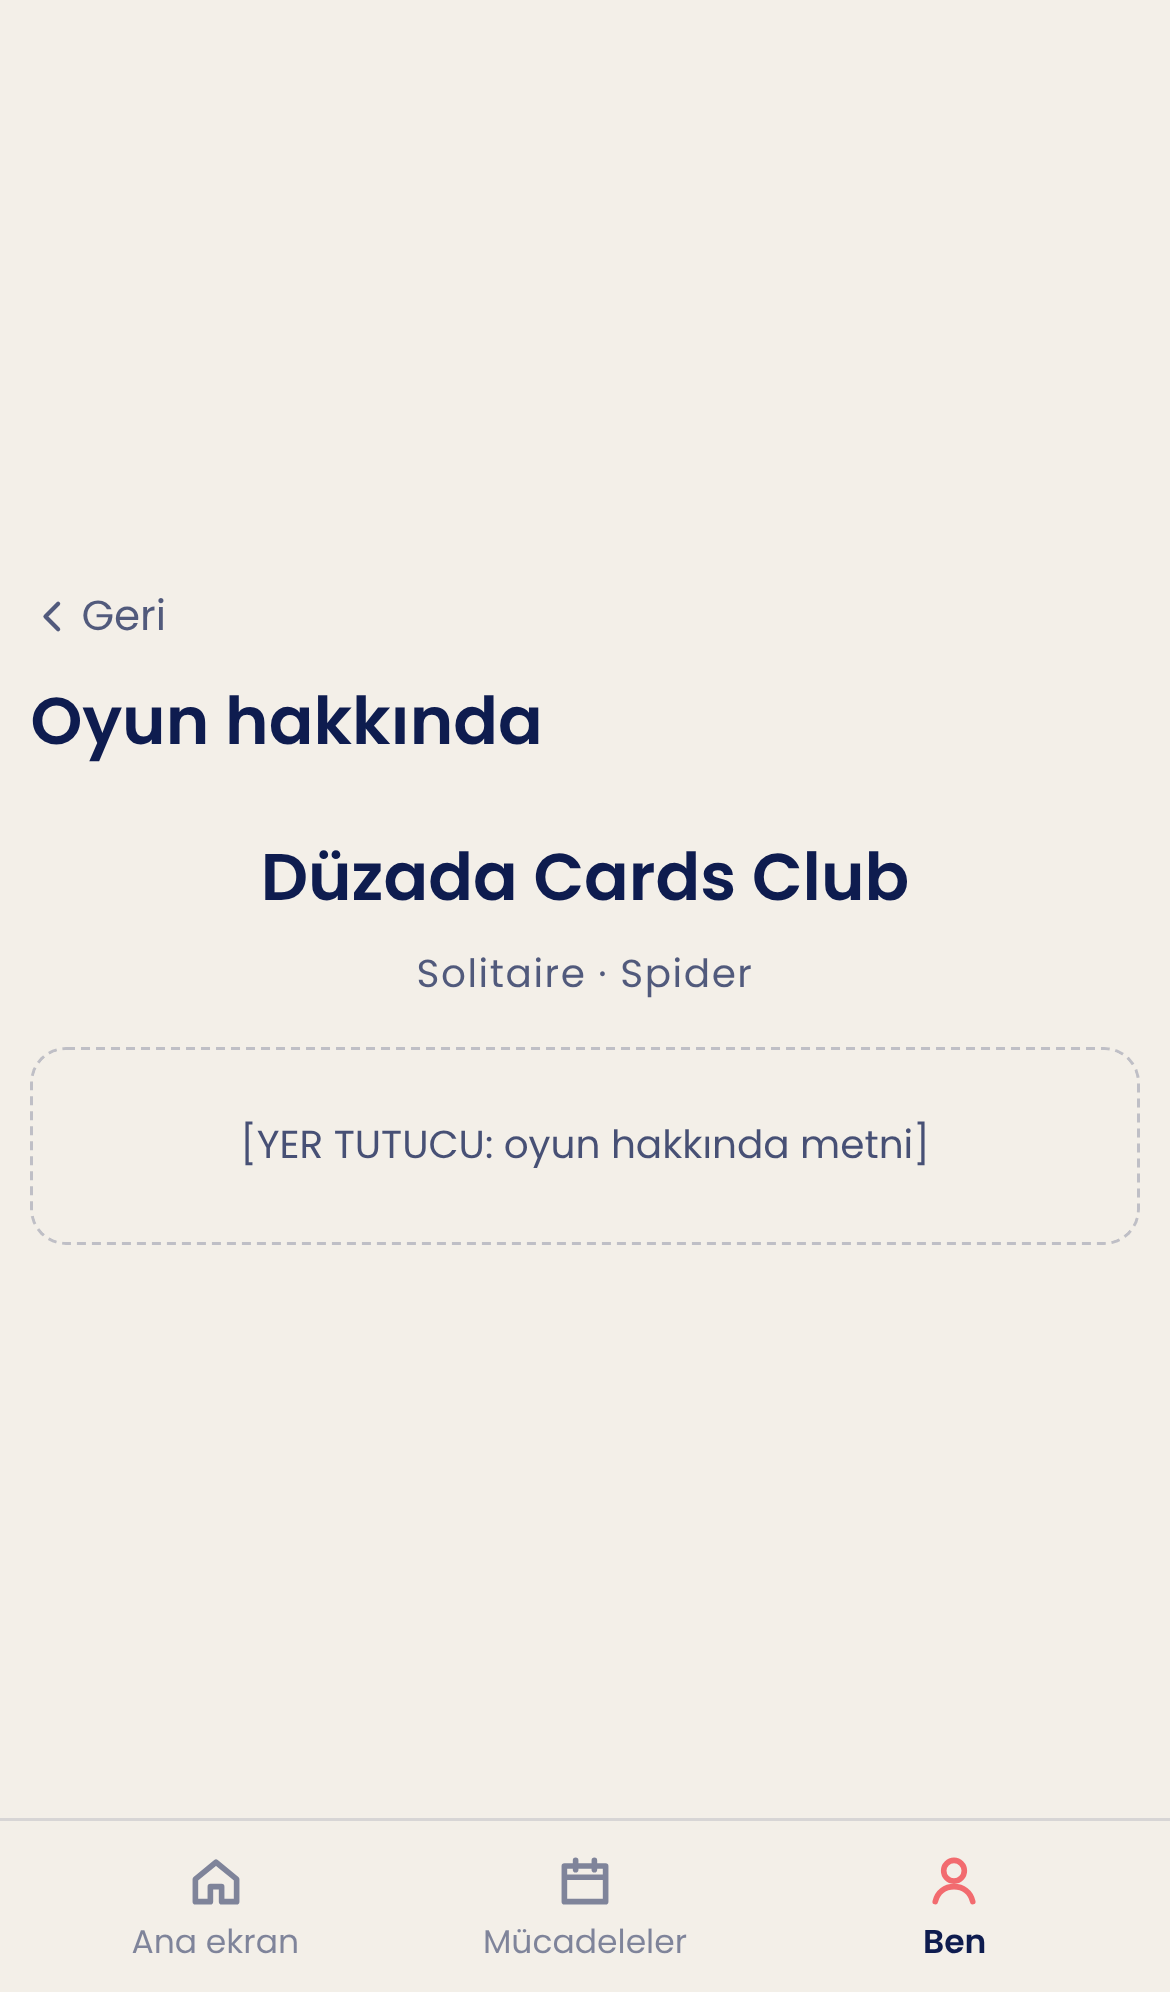 Geri
Oyun hakkında
Düzada Cards Club
Solitaire · Spider
[YER TUTUCU: oyun hakkında metni]
Ana ekran
Mücadeleler
Ben